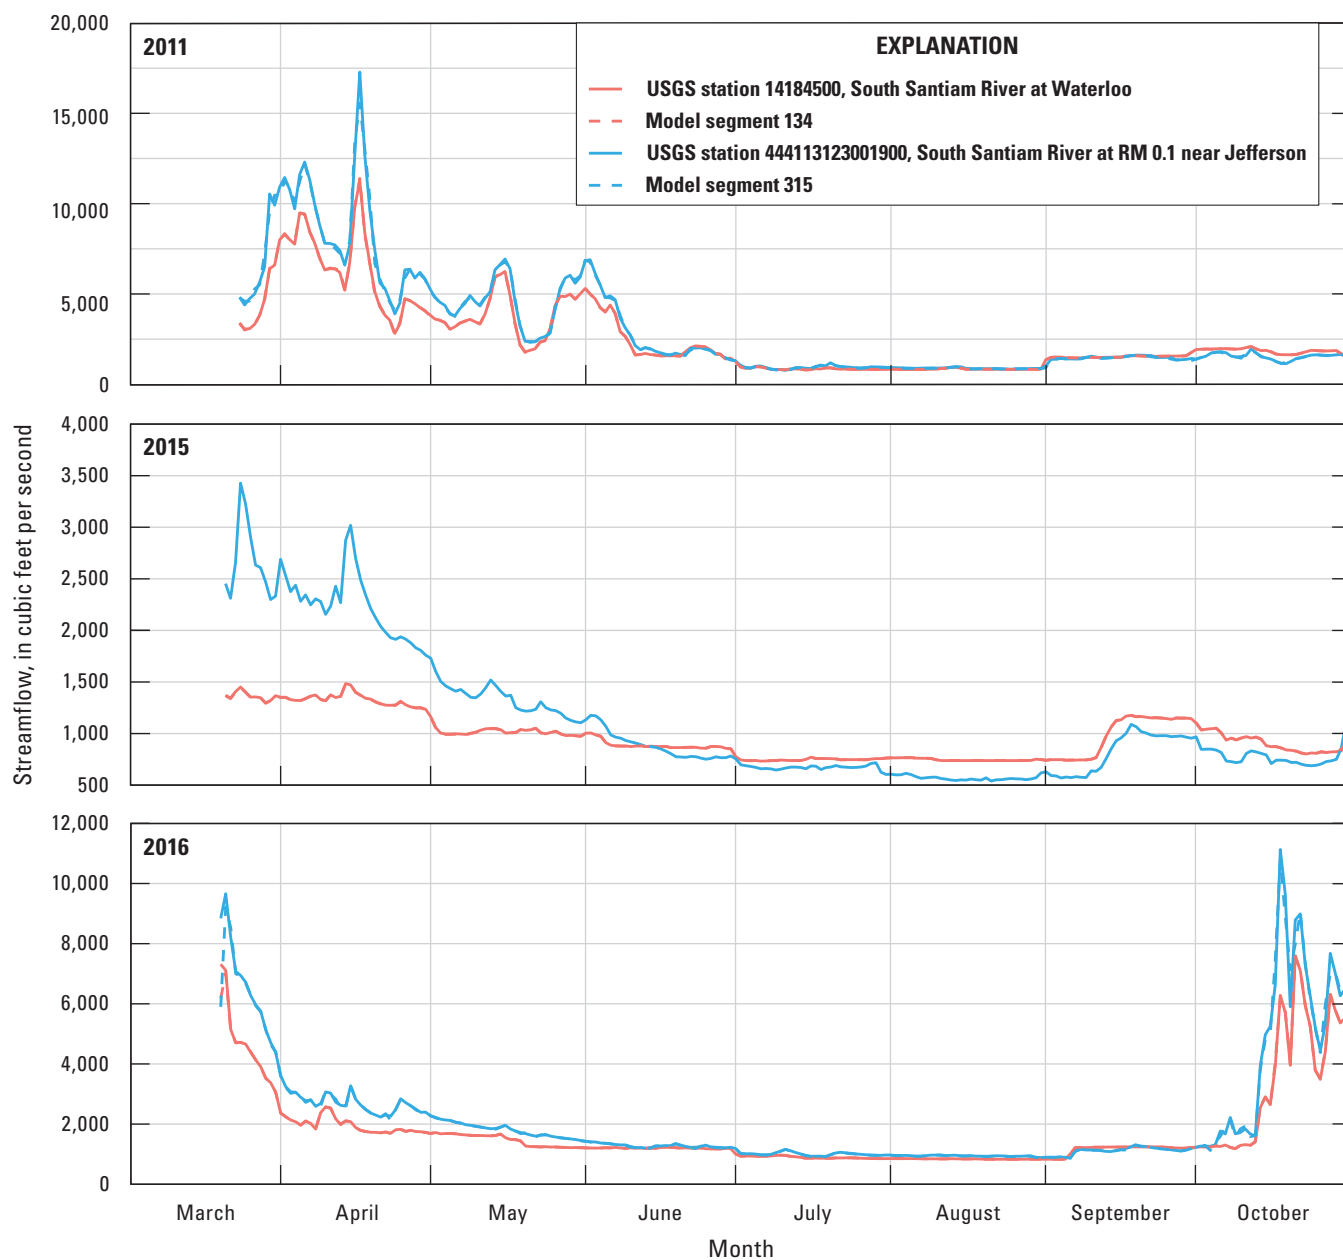 2011
EXPLANATION
USGS station 14184500, South Santiam River at Waterloo
Model segment 134
USGS station 444113123001900, South Santiam River at RM 0.1 near Jefferson
Model segment 315
20,000
15,000
10,000
5,000
0
2015
4,000
3,500
3,000
2,500
2,000
1,500
1,000
500
Streamflow, in cubic feet per second
2016
12,000
10,000
8,000
6,000
4,000
2,000
0
March April May June July August September October
Month